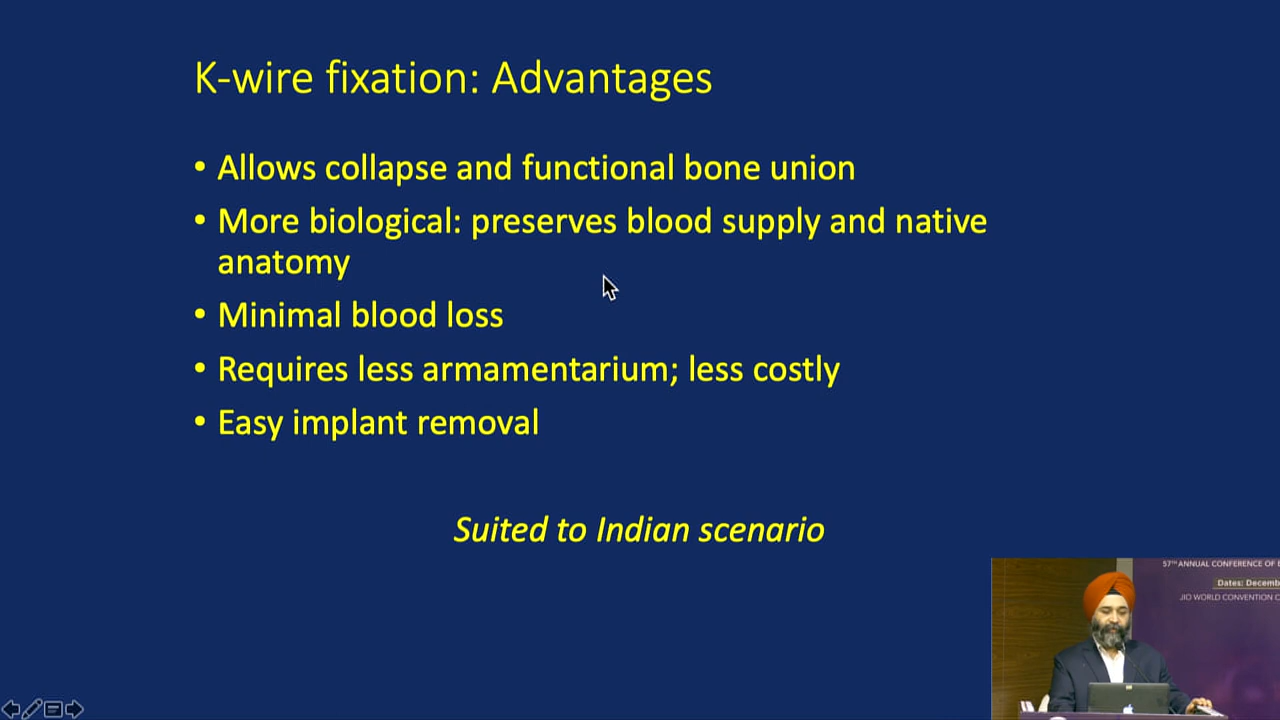 K-wire fixation: Advantages
• Allows collapse and functional bone union
• More biological: preserves blood supply and native
anatomy
• Minimal blood loss
• Requires less armamentarium; less costly
• Easy implant removal
Suited to Indian scenario
57TH ANNUAL CONFERENCE OF
Dates:
JIO WORLD CONVENTION